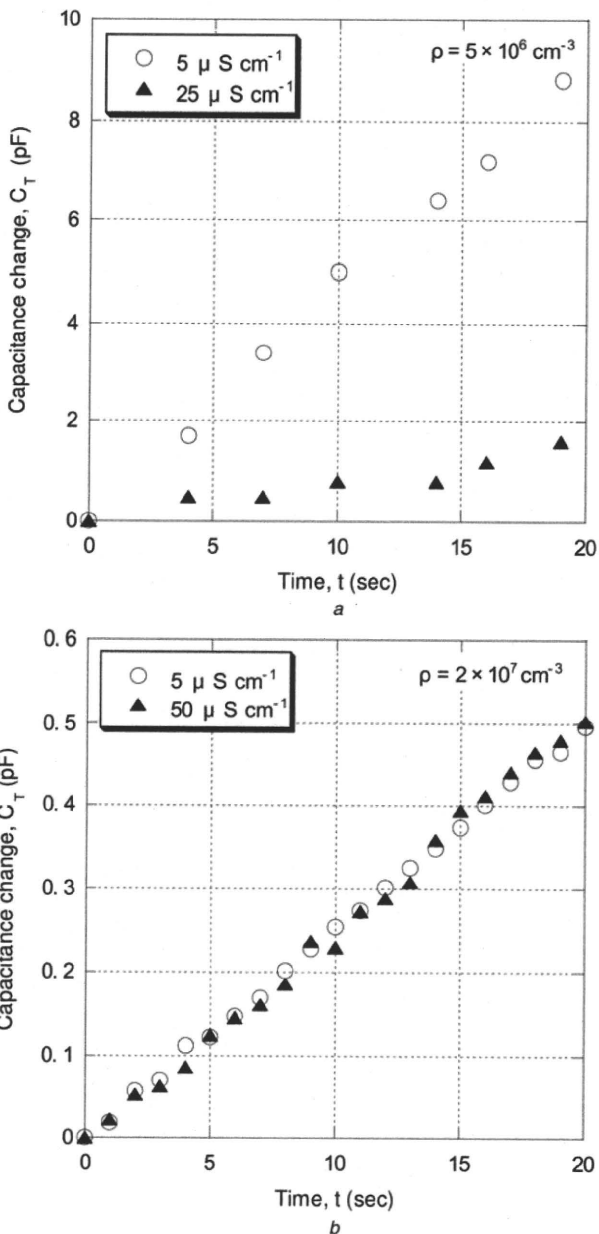 10
8
6
4
2
0
Capacitance change, C_T (pF)
○ 5 μ S cm⁻¹
▲ 25 μ S cm⁻¹
ρ = 5 × 10⁶ cm⁻³
0 5 10 15 20
Time, t (sec)
a
0. 6
0. 5
0. 4
0. 3
0. 2
0. 1
0
Capacitance change, C_T (pF)
○ 5 μ S cm⁻¹
▲ 50 μ S cm⁻¹
ρ = 2 × 10⁷ cm⁻³
0 5 10 15 20
Time, t (sec)
b